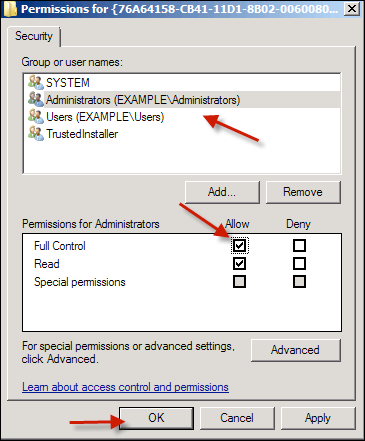 Permissions for {76A64158-CB41-11D1-8B02-0060080...
Security
Group or user names:
SYSTEM
Administrators (EXAMPLE\Administrators)
Users (EXAMPLE\Users)
TrustedInstaller
Add... Remove
Permissions for Administrators Allow Deny
Full Control
Read
Special permissions
For special permissions or advanced settings,
click Advanced. Advanced
Learn about access control and permissions
OK Cancel Apply